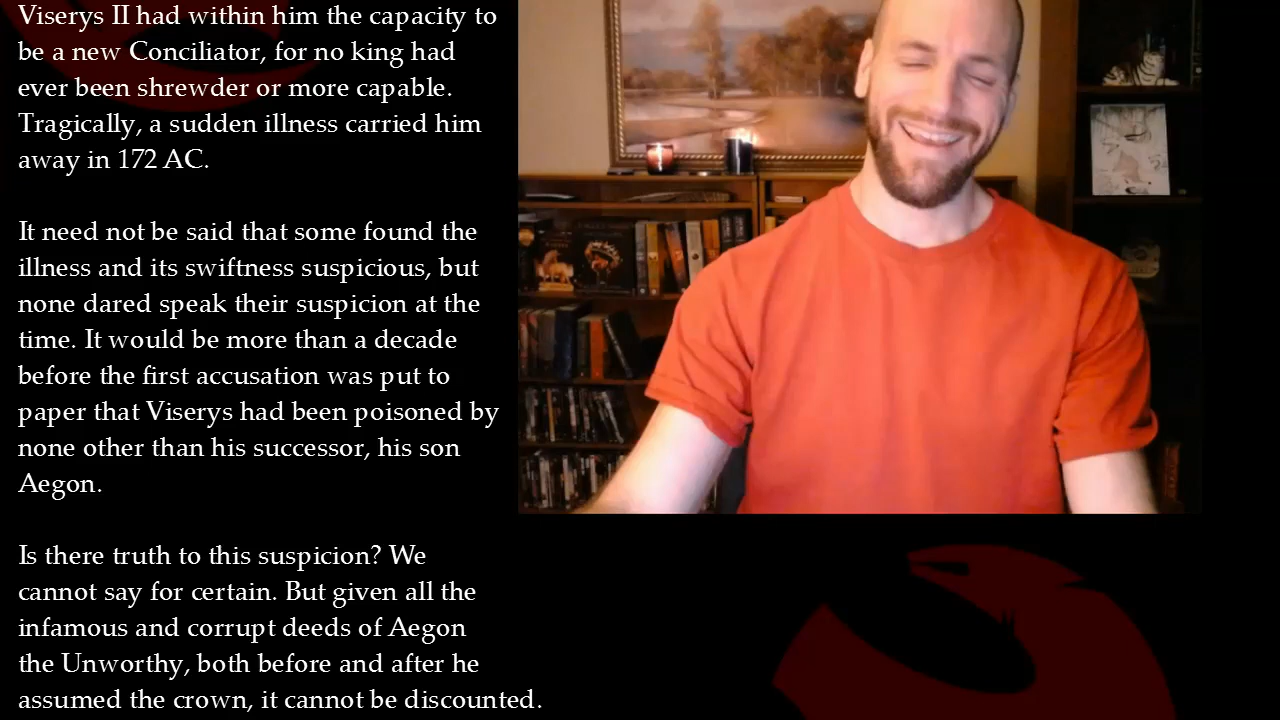 Viserys II had within him the capacity to
be a new Conciliator, for no king had
ever been shrewder or more capable.
Tragically, a sudden illness carried him
away in 172 AC.
It need not be said that some found the
illness and its swiftness suspicious, but
none dared speak their suspicion at the
time. It would be more than a decade
before the first accusation was put to
paper that Viserys had been poisoned by
none other than his successor, his son
Aegon.
Is there truth to this suspicion? We
cannot say for certain. But given all the
infamous and corrupt deeds of Aegon
the Unworthy, both before and after he
assumed the crown, it cannot be discounted.